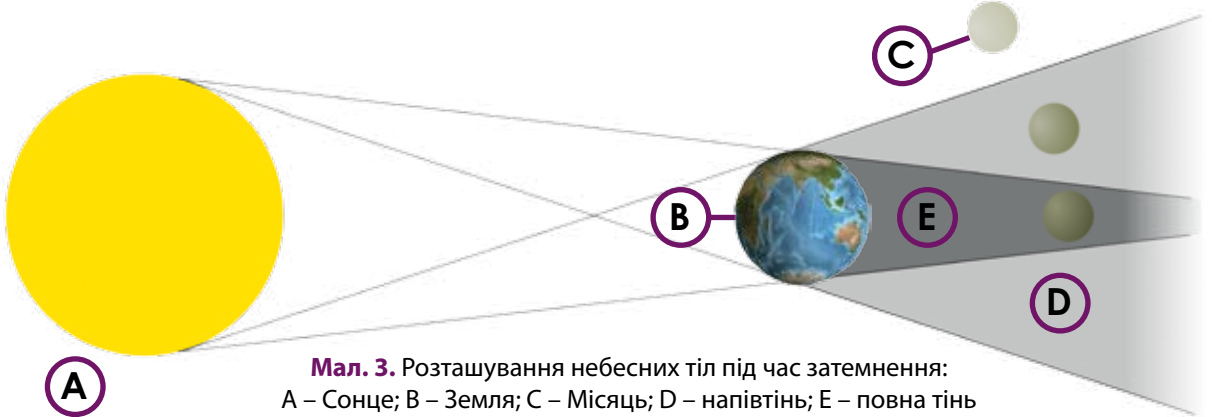 C
B
E
D
A
Мал. 3. Розташування небесних тіл під час затемнення:
A – Сонце; B – Земля; C – Місяць; D – напівтінь; E – повна тінь